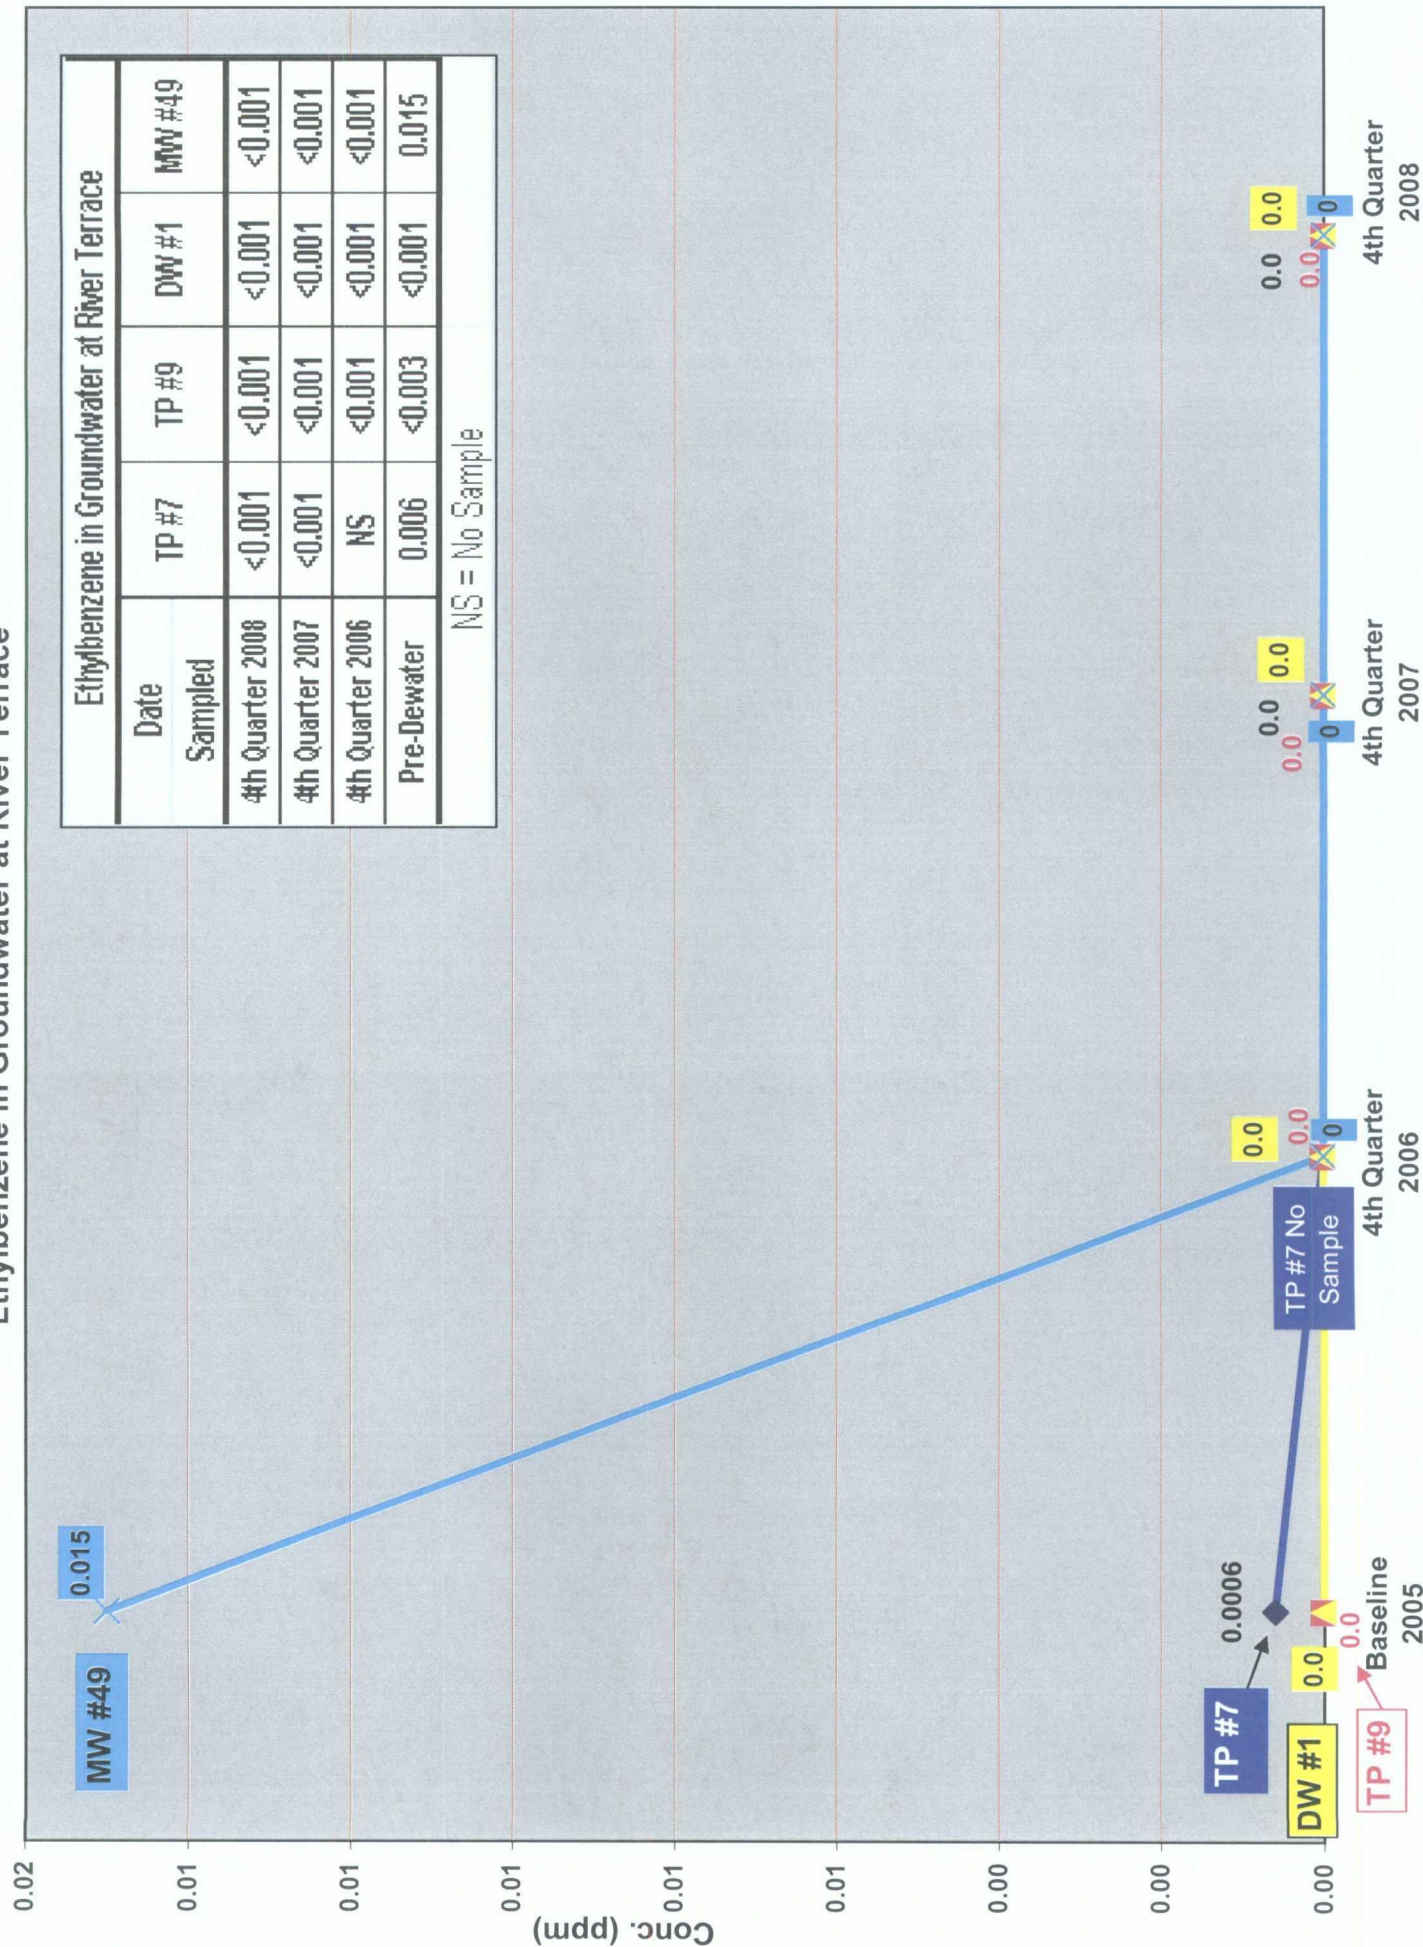 Ethylbenzene in Groundwater at River Terrace
Conc. (ppm)
0.02
0.01
0.01
0.01
0.01
0.01
0.00
0.00
0.00
Ethylbenzene in Groundwater at River Terrace
Date Sampled TP #7 TP #9 DW #1 MW #49
4th Quarter 2008 <0.001 <0.001 <0.001 <0.001
4th Quarter 2007 <0.001 <0.001 <0.001 <0.001
4th Quarter 2006 NS <0.001 <0.001 <0.001
Pre-Dewater 0.006 <0.003 <0.001 0.015
NS = No Sample
MW #49
0.015
TP #7
0.0006
DW #1
0.0
TP #9
0.0
TP #7 No
Sample
0.0
0.0
0
0.0
0.0
0.0
0
0.0
0.0
0.0
0
Baseline
2005
4th Quarter
2006
4th Quarter
2007
4th Quarter
2008